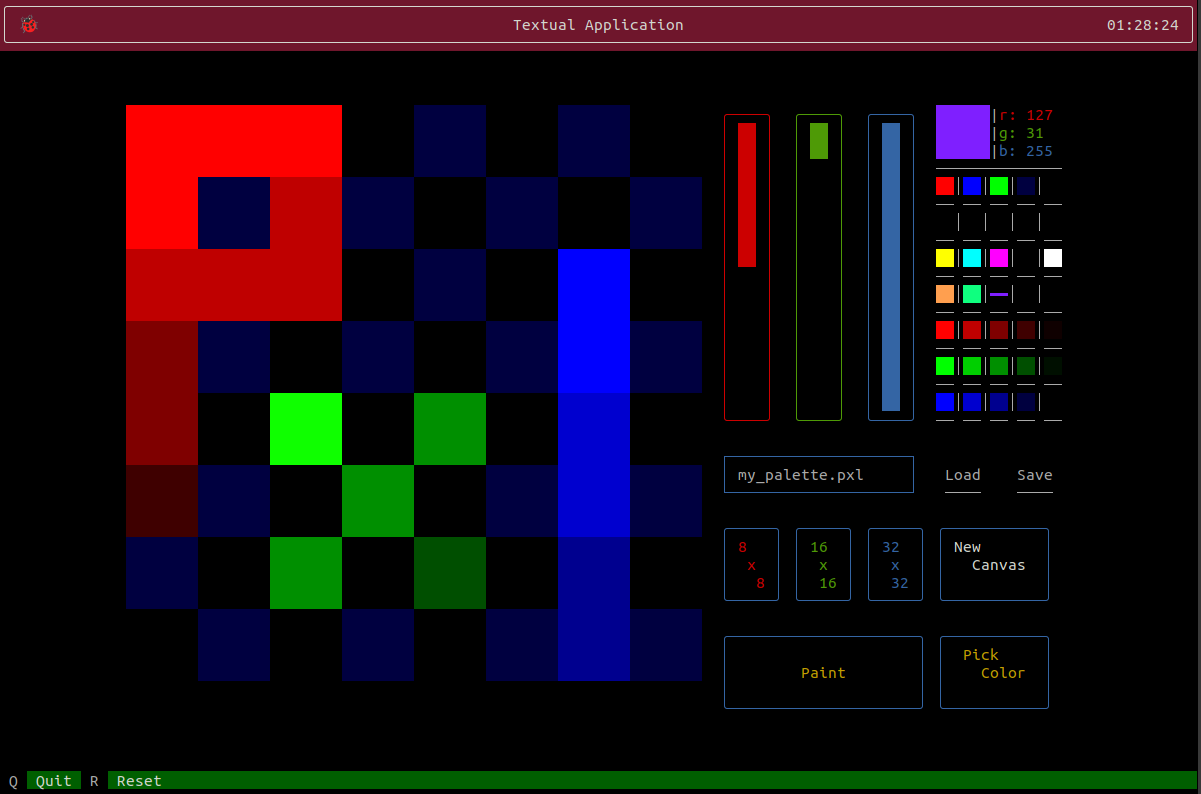 Textual Application
01:28:24
|r: 127
|g: 31
|b: 255
my_palette.pxl
Load
Save
8
x
8
16
x
16
32
x
32
New
Canvas
Paint
Pick
Color
Q Quit R Reset